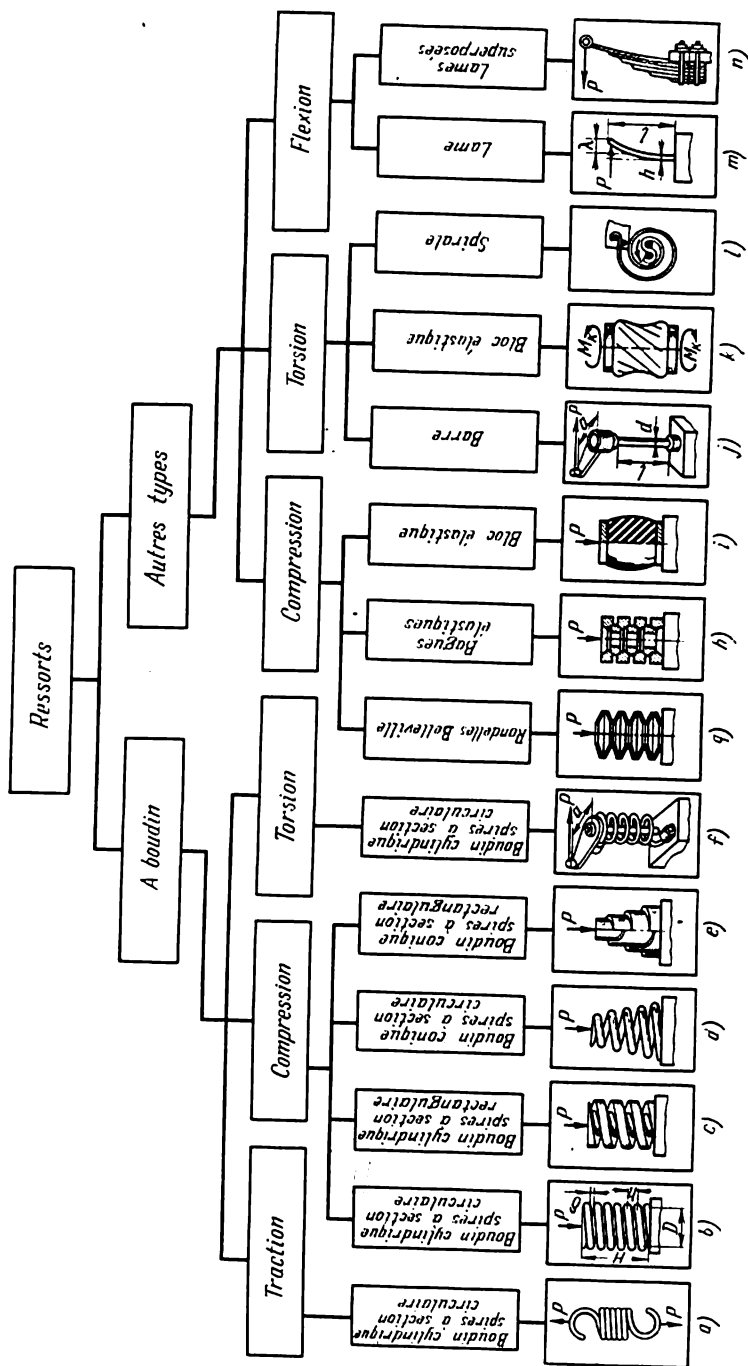 Ressorts
A boudin
Autres types
Traction
Compression
Torsion
Compression
Torsion
Flexion
Boudin cylindrique
spires a section
circulaire
Boudin cylindrique
spires a section
circulaire
Boudin cylindrique
spires a section
rectangulaire
Boudin conique
spires a section
circulaire
Boudin conique
spires a section
rectangulaire
Boudin cylindrique
spires a section
circulaire
Rondelles Belleville
Bagues
élastiques
Bloc élastique
Barre
Bloc élastique
Spirale
Lame
Lames
superposées
P
P
P
H
D
P
P
P
P
a
P
P
P
P
a
l
d
Mк
Mк
P
λ
h
l
P
a)
b)
c)
d)
e)
f)
g)
h)
i)
j)
k)
l)
m)
n)